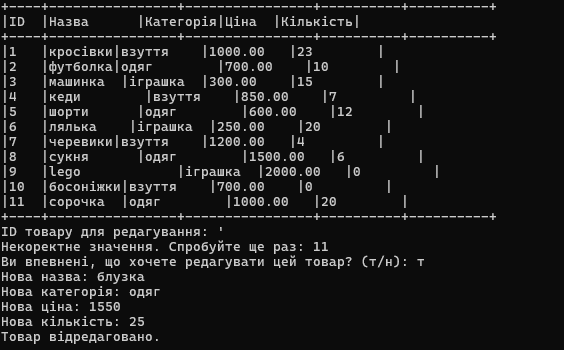 +----+----------------+----------------+----------+----------+
|ID  |Назва      |Категорія|Ціна  |Кількість|
+----+----------------+----------------+----------+----------+
|1   |кросівки|взуття    |1000.00   |23        |
|2   |футболка|одяг        |700.00    |10        |
|3   |машинка  |іграшка  |300.00    |15        |
|4   |кеди        |взуття    |850.00    |7         |
|5   |шорти      |одяг        |600.00    |12        |
|6   |лялька    |іграшка  |250.00    |20        |
|7   |черевики|взуття    |1200.00   |4         |
|8   |сукня      |одяг        |1500.00   |6         |
|9   |lego            |іграшка  |2000.00   |0         |
|10  |босоніжки|взуття    |700.00    |0         |
|11  |сорочка  |одяг        |1000.00   |20        |
+----+----------------+----------------+----------+----------+
ID товару для редагування: '
Некоректне значення. Спробуйте ще раз: 11
Ви впевнені, що хочете редагувати цей товар? (т/н): т
Нова назва: блузка
Нова категорія: одяг
Нова ціна: 1550
Нова кількість: 25
Товар відредаговано.